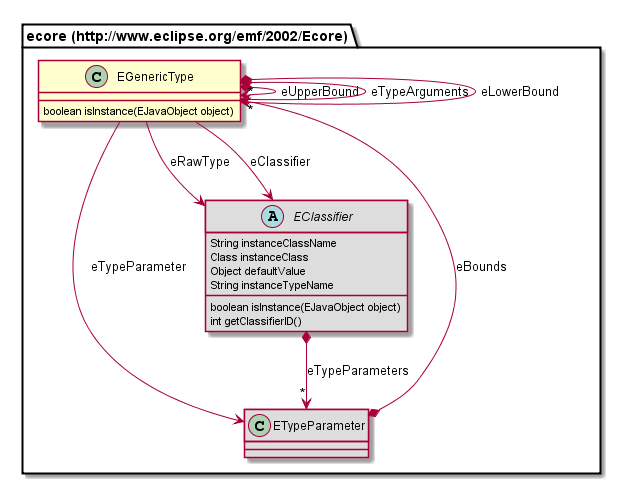 ecore (http://www.eclipse.org/emf/2002/Ecore)
C EGenericType
boolean isInstance(EJavaObject object)
* eUpperBound eTypeArguments eLowerBound
*
eRawType eClassifier
A EClassifier
String instanceClassName
Class instanceClass
Object defaultValue
String instanceTypeName
boolean isInstance(EJavaObject object)
int getClassifierID()
eTypeParameter
eBounds
eTypeParameters
*
C ETypeParameter